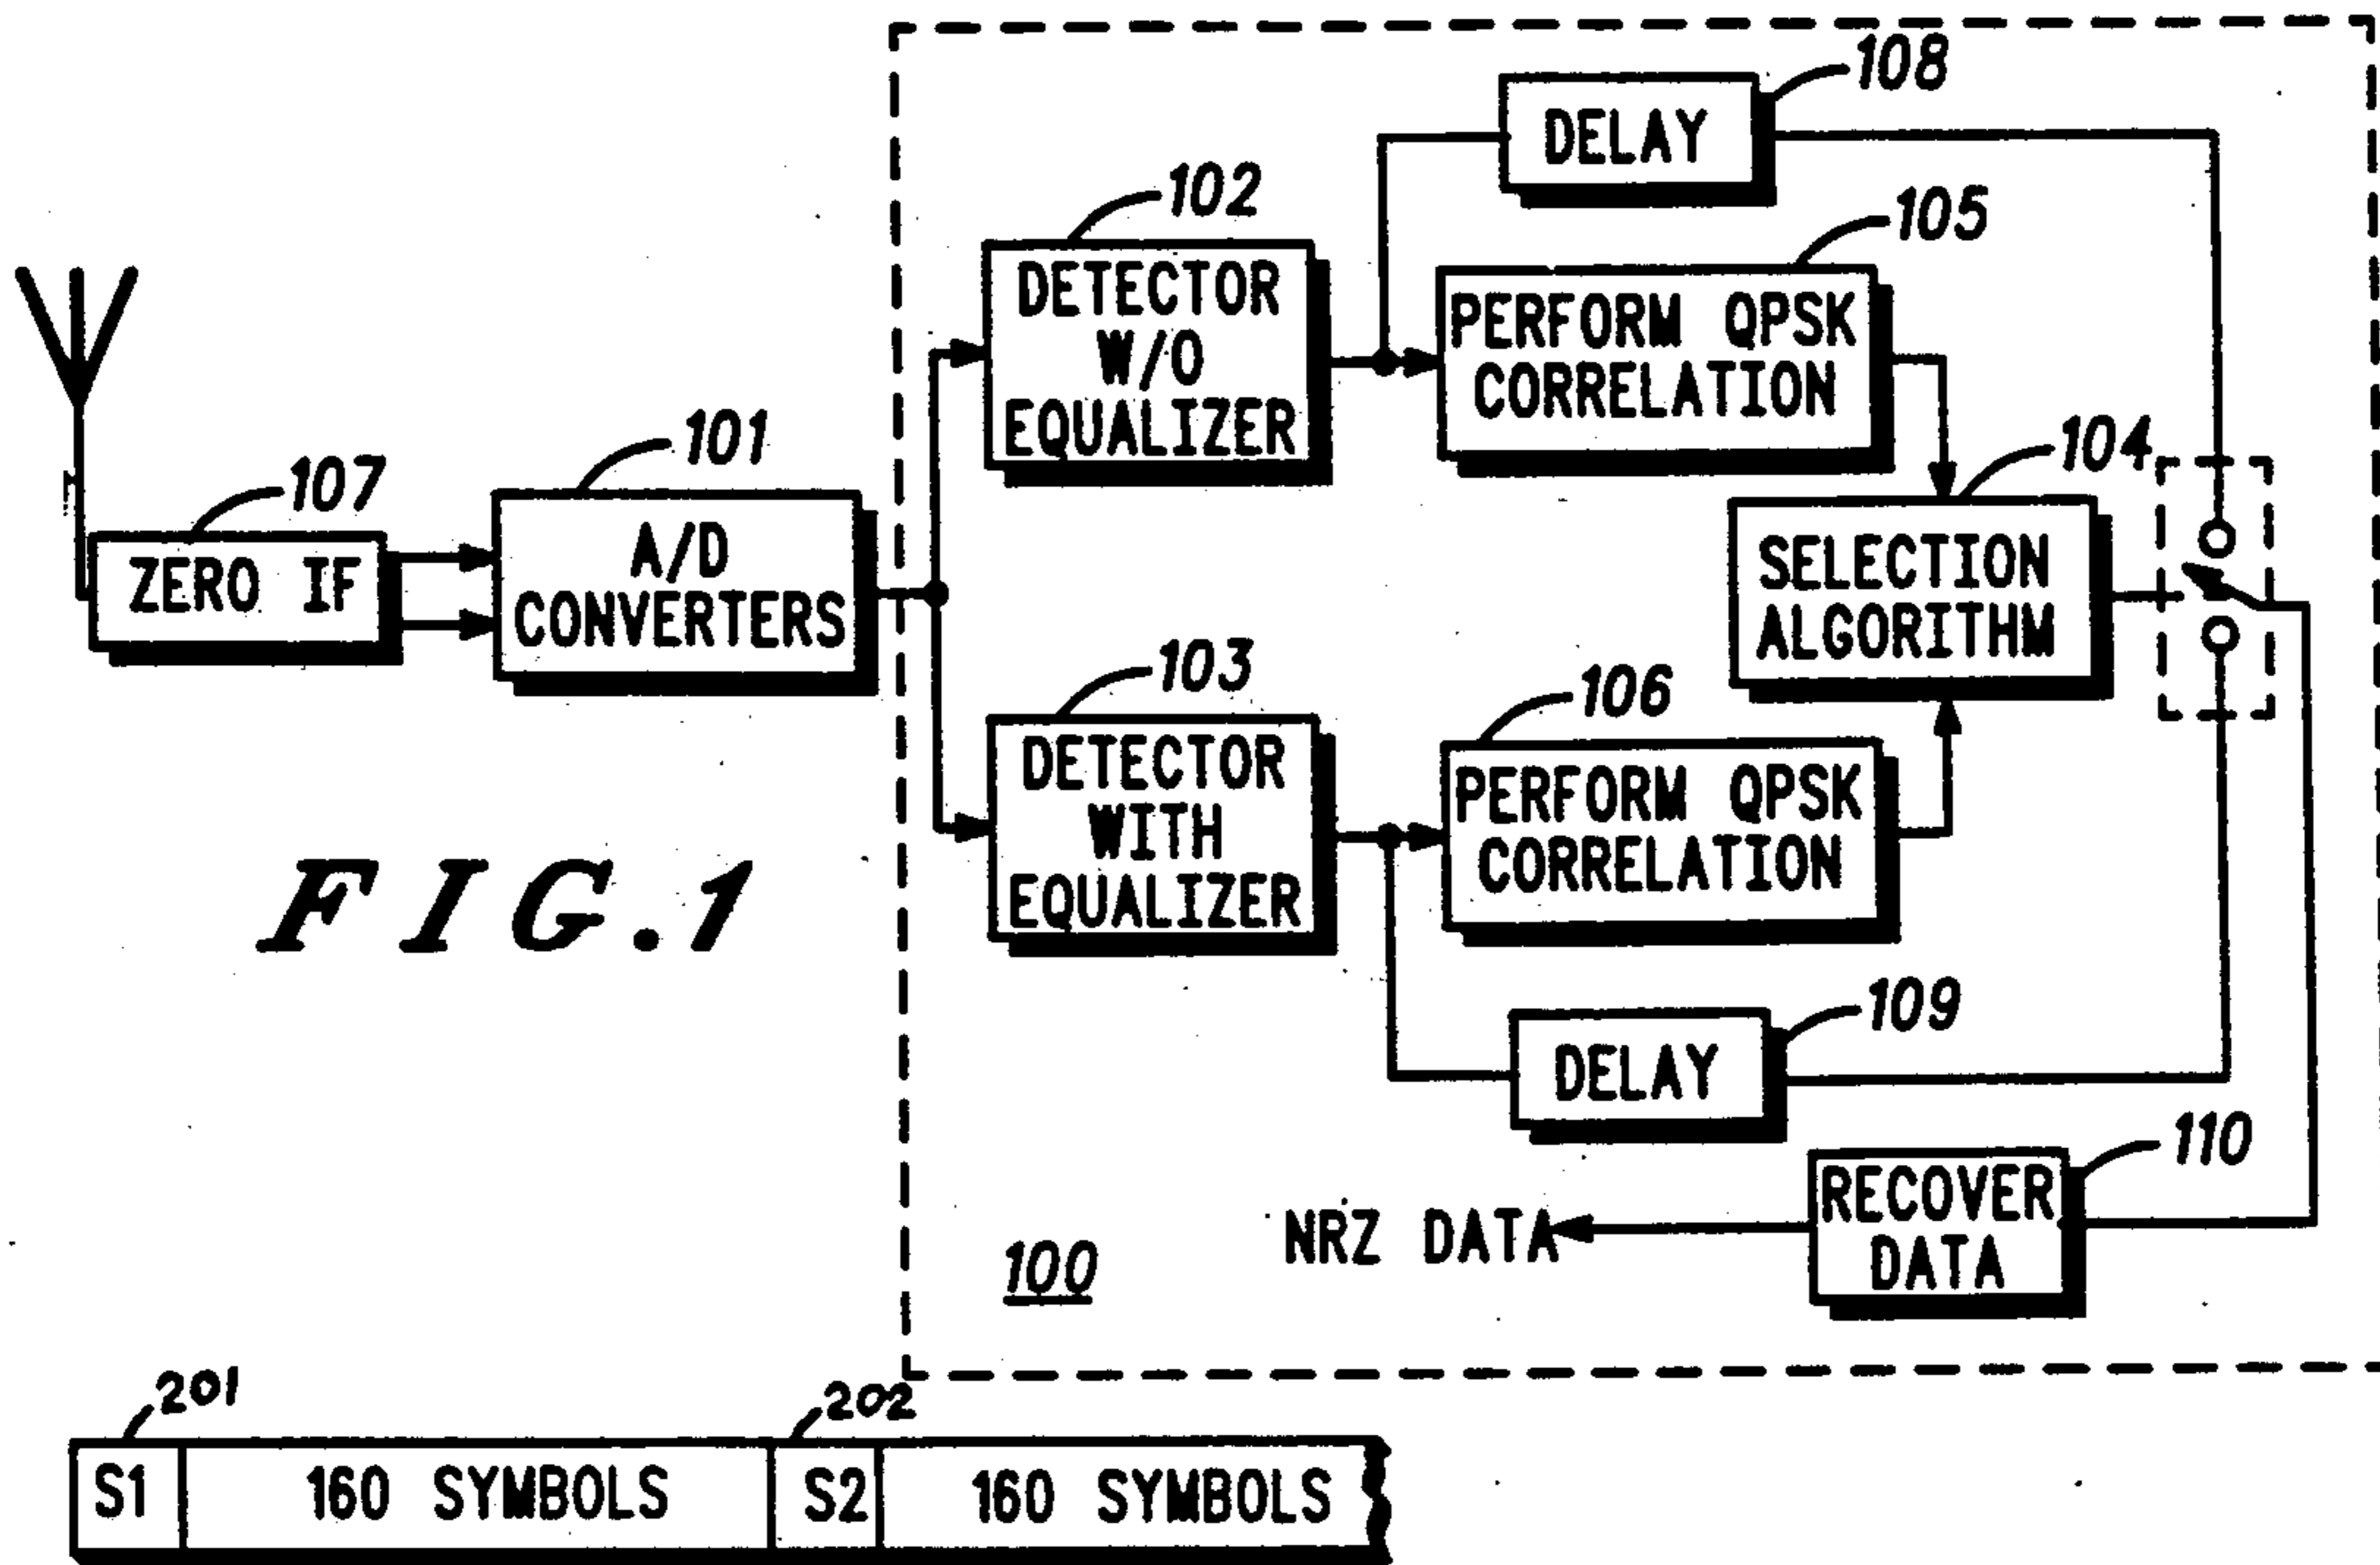 108
DELAY
102
105
DETECTOR
W/O
EQUALIZER
PERFORM QPSK
CORRELATION
101
104
107
A/D
CONVERTERS
ZERO IF
SELECTION
ALGORITHM
103
106
DETECTOR
WITH
EQUALIZER
PERFORM QPSK
CORRELATION
FIG.1
109
DELAY
110
RECOVER
DATA
NRZ DATA
100
201
202
S1
160 SYMBOLS
S2
160 SYMBOLS